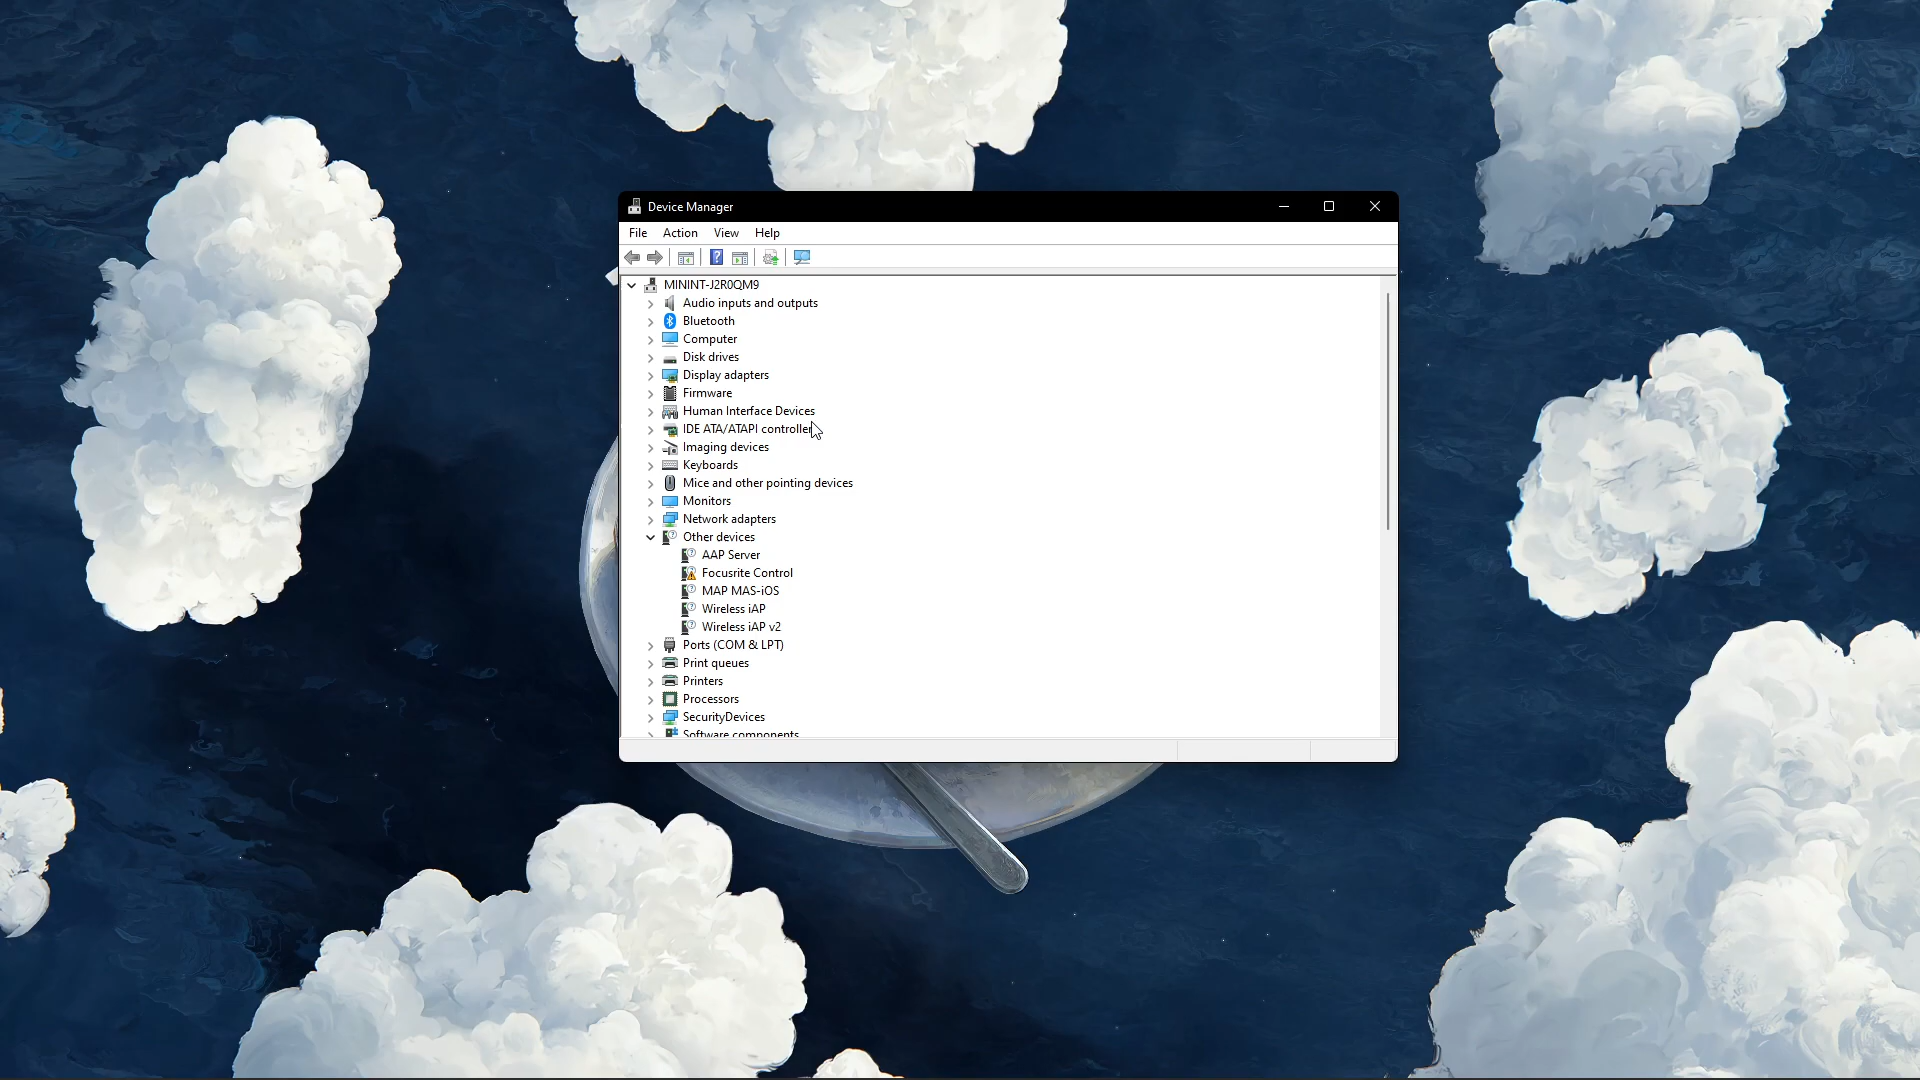 Device Manager
File Action View Help
MININT-J2R0QM9
Audio inputs and outputs
Bluetooth
Computer
Disk drives
Display adapters
Firmware
Human Interface Devices
IDE ATA/ATAPI controller
Imaging devices
Keyboards
Mice and other pointing devices
Monitors
Network adapters
Other devices
AAP Server
Focusrite Control
MAP MAS-iOS
Wireless iAP
Wireless iAP v2
Ports (COM & LPT)
Print queues
Printers
Processors
SecurityDevices
Software components